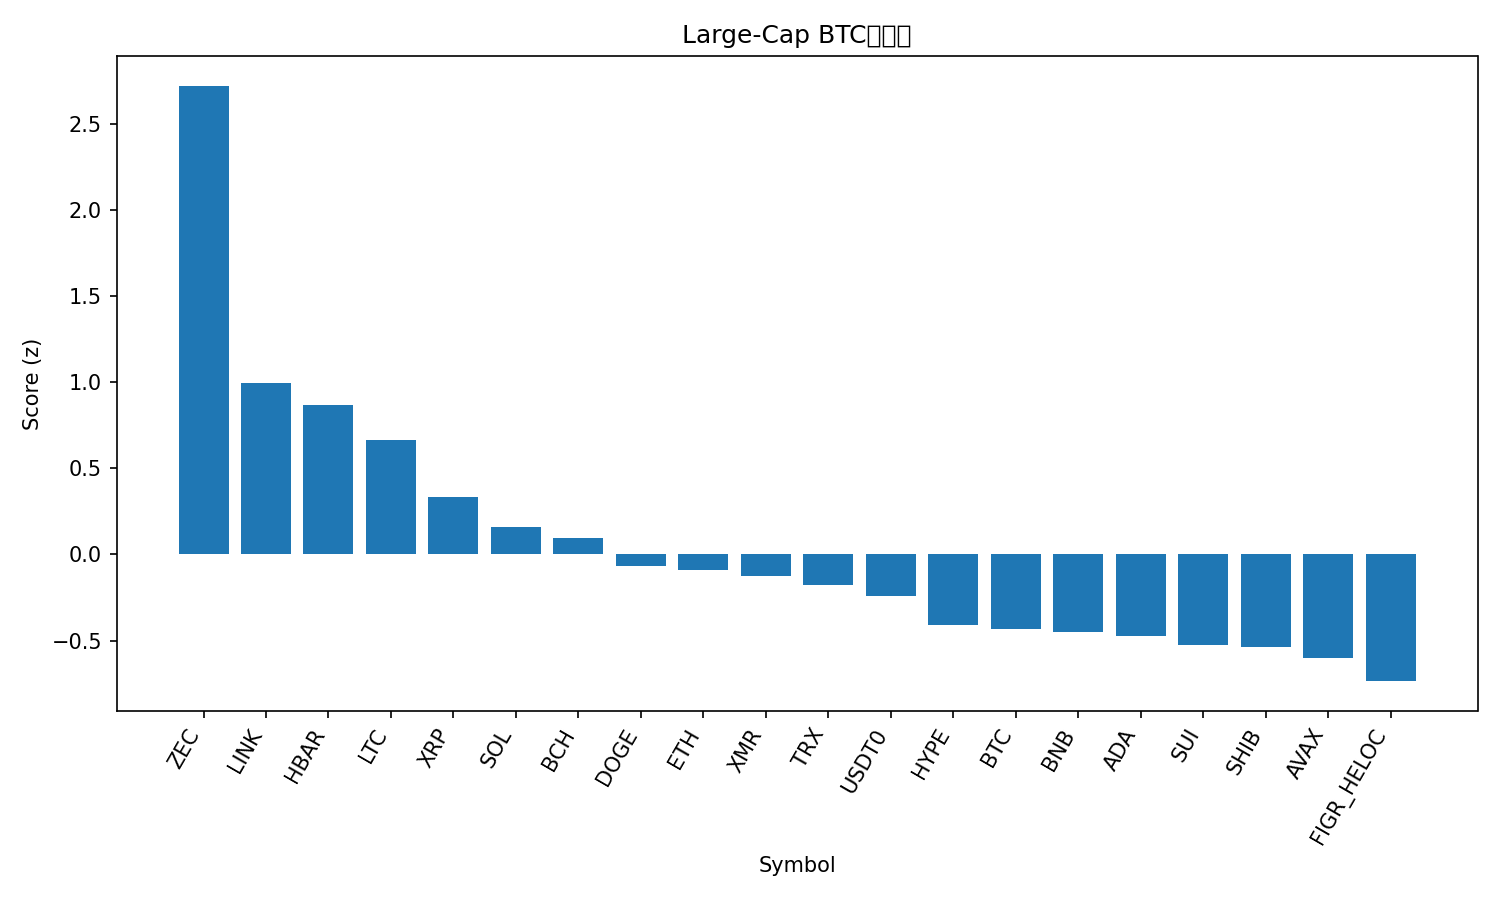 Large-Cap BTC
2.5
2.0
1.5
1.0
0.5
0.0
−0.5
Score (z)
ZEC
LINK
HBAR
LTC
XRP
SOL
BCH
DOGE
ETH
XMR
TRX
USDT0
HYPE
BTC
BNB
ADA
SUI
SHIB
AVAX
FIGR_HELOC
Symbol